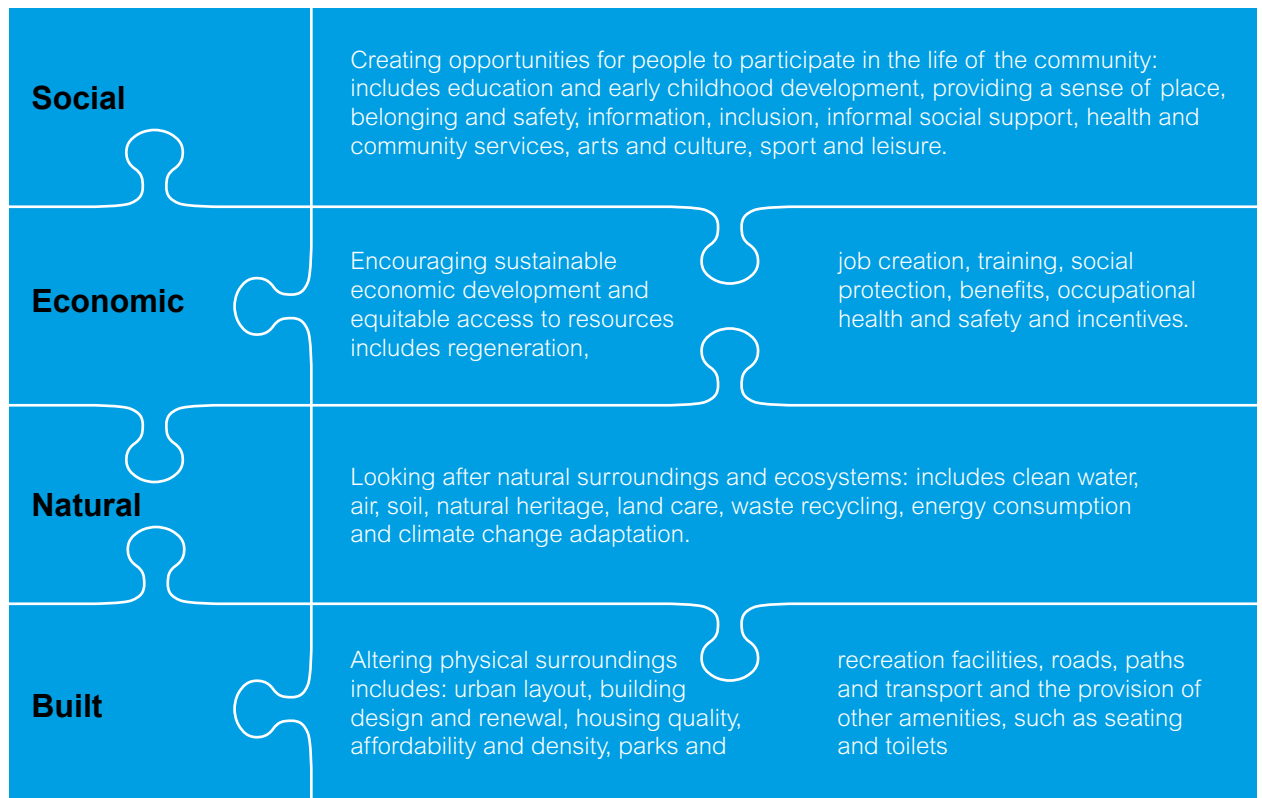 Social
Creating opportunities for people to participate in the life of the community:
includes education and early childhood development, providing a sense of place,
belonging and safety, information, inclusion, informal social support, health and
community services, arts and culture, sport and leisure.
Economic
Encouraging sustainable
economic development and
equitable access to resources
includes regeneration,
job creation, training, social
protection, benefits, occupational
health and safety and incentives.
Natural
Looking after natural surroundings and ecosystems: includes clean water,
air, soil, natural heritage, land care, waste recycling, energy consumption
and climate change adaptation.
Built
Altering physical surroundings
includes: urban layout, building
design and renewal, housing quality,
affordability and density, parks and
recreation facilities, roads, paths
and transport and the provision of
other amenities, such as seating
and toilets